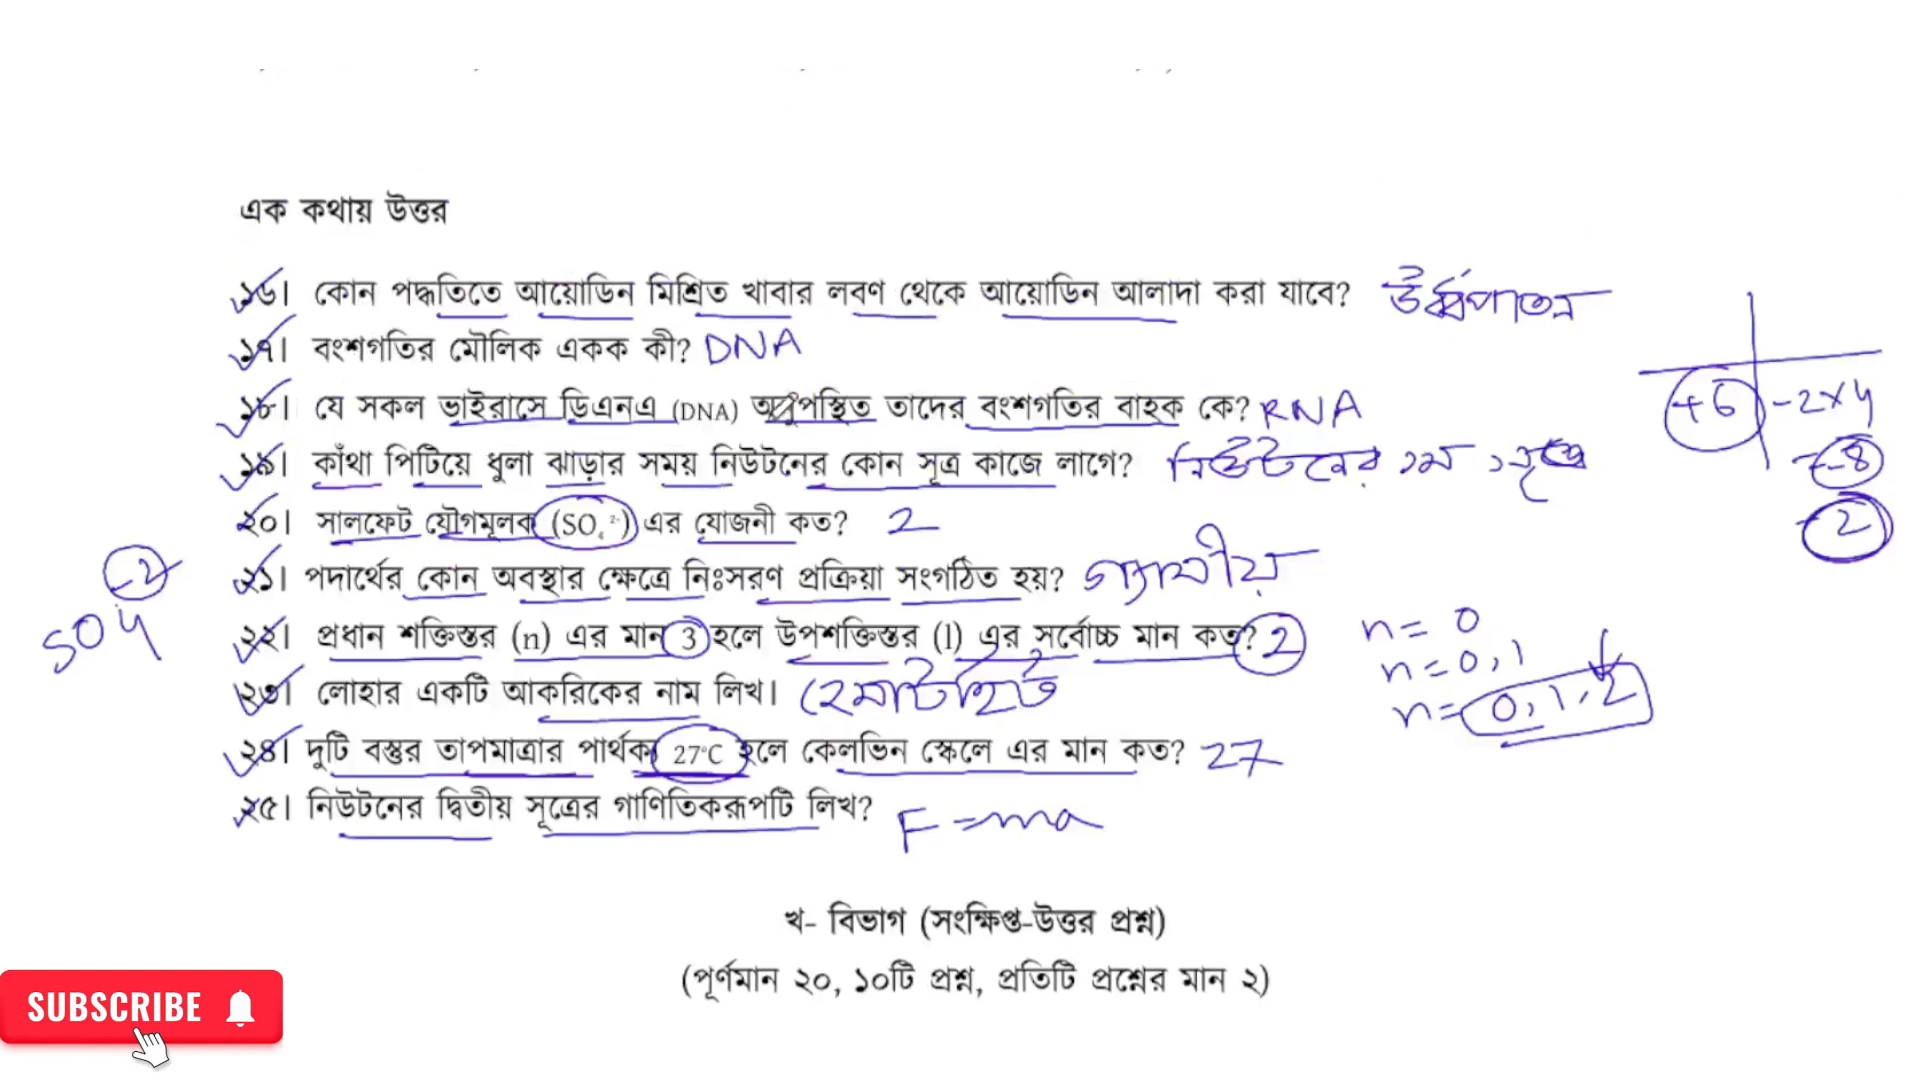 এক কথায় উত্তর
১৬। কোন পদ্ধতিতে আয়োডিন মিশ্রিত খাবার লবণ থেকে আয়োডিন আলাদা করা যাবে? ঊর্ধ্বপাতন
১৭। বংশগতির মৌলিক একক কী? DNA
১৮। যে সকল ভাইরাসে ডিএনএ (DNA) অনুপস্থিত তাদের বংশগতির বাহক কে? RNA
+6 -2×4
১৯। কাঁথা পিটিয়ে ধুলা ঝাড়ার সময় নিউটনের কোন সূত্র কাজে লাগে? নিউটনের ১ম সূত্র
-8
২০। সালফেট যৌগমূলক (SO₄²⁻) এর যোজনী কত? 2
-2
২১। পদার্থের কোন অবস্থার ক্ষেত্রে নিঃসরণ প্রক্রিয়া সংগঠিত হয়? গ্যাসীয়
-2
SO4
২২। প্রধান শক্তিস্তর (n) এর মান 3 হলে উপশক্তিস্তর (l) এর সর্বোচ্চ মান কত? 2
n= 0
n=0,1
n=0,1,2
২৩। লোহার একটি আকরিকের নাম লিখ। হেমাটাইট
২৪। দুটি বস্তুর তাপমাত্রার পার্থক্য 27°C হলে কেলভিন স্কেলে এর মান কত? 27
২৫। নিউটনের দ্বিতীয় সূত্রের গাণিতিকরূপটি লিখ? F=ma
খ- বিভাগ (সংক্ষিপ্ত-উত্তর প্রশ্ন)
(পূর্ণমান ২০, ১০টি প্রশ্ন, প্রতিটি প্রশ্নের মান ২)
SUBSCRIBE